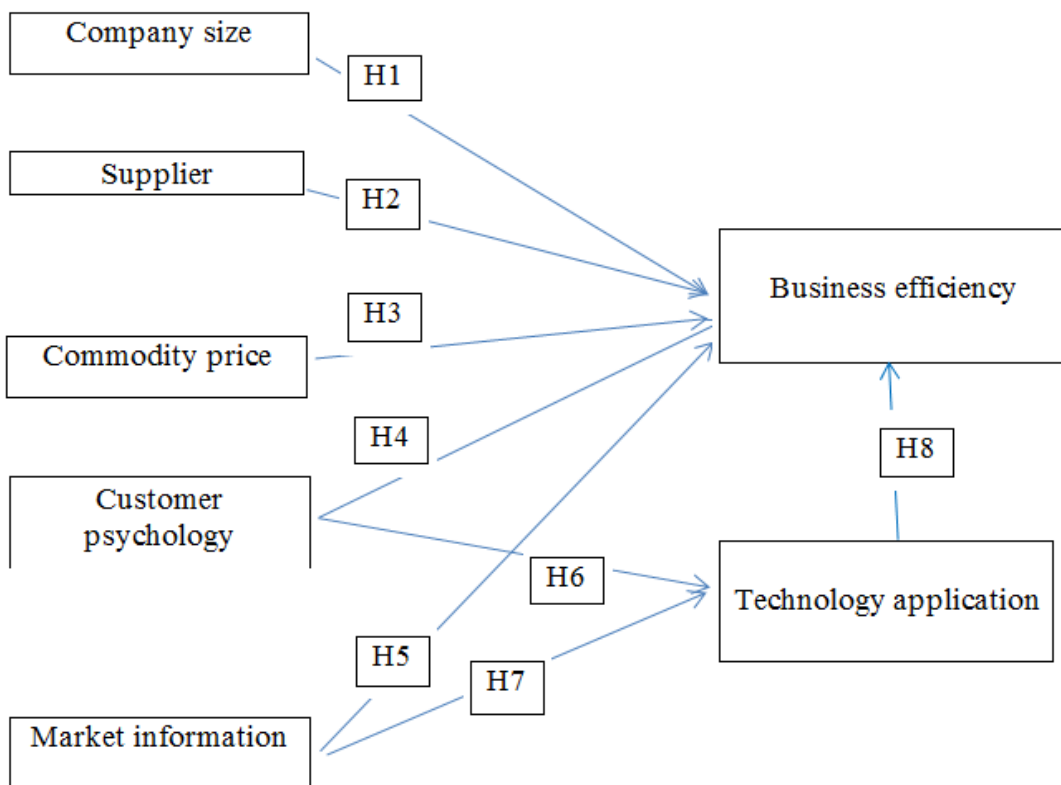 Company size
H1
Supplier
H2
Business efficiency
H3
Commodity price
H4
H8
Customer
psychology
H6
Technology application
H5
H7
Market information